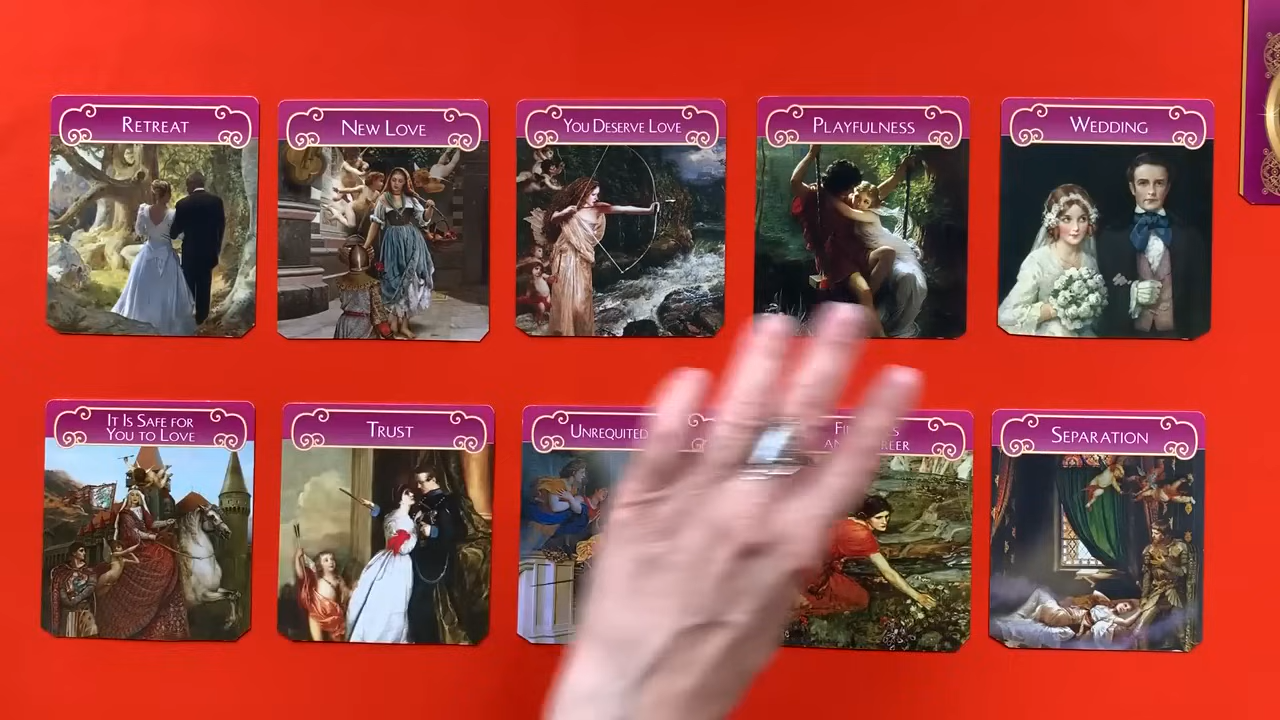 RETREAT
NEW LOVE
YOU DESERVE LOVE
PLAYFULNESS
WEDDING
IT IS SAFE FOR
YOU TO LOVE
TRUST
UNREQUITED
SEPARATION